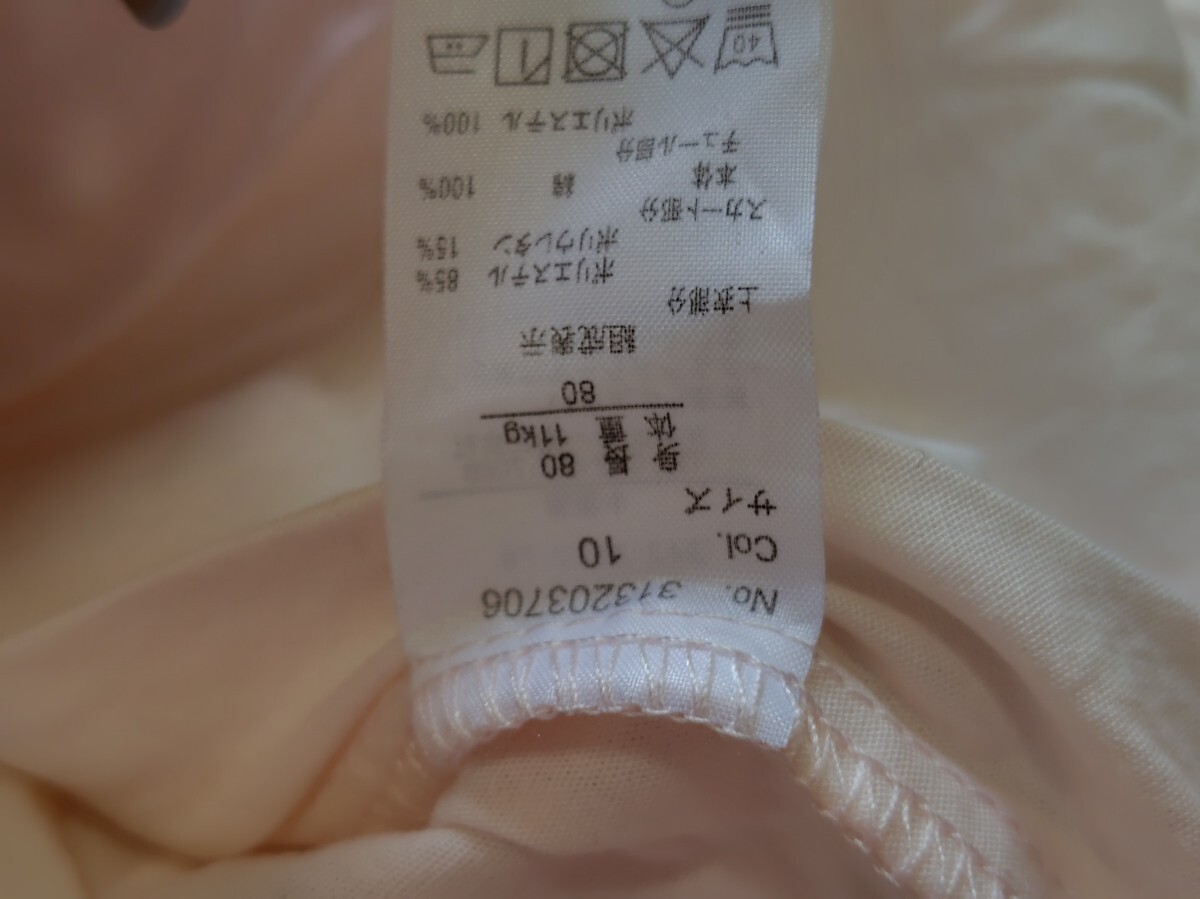 No. 313203706
Col. 10
サイズ
身長 80
体重 11kg
80
組成表示
上衣部分
ポリエステル 85%
ポリウレタン 15%
スカート部分
本体 綿 100%
チュール部分
ポリエステル 100%
40